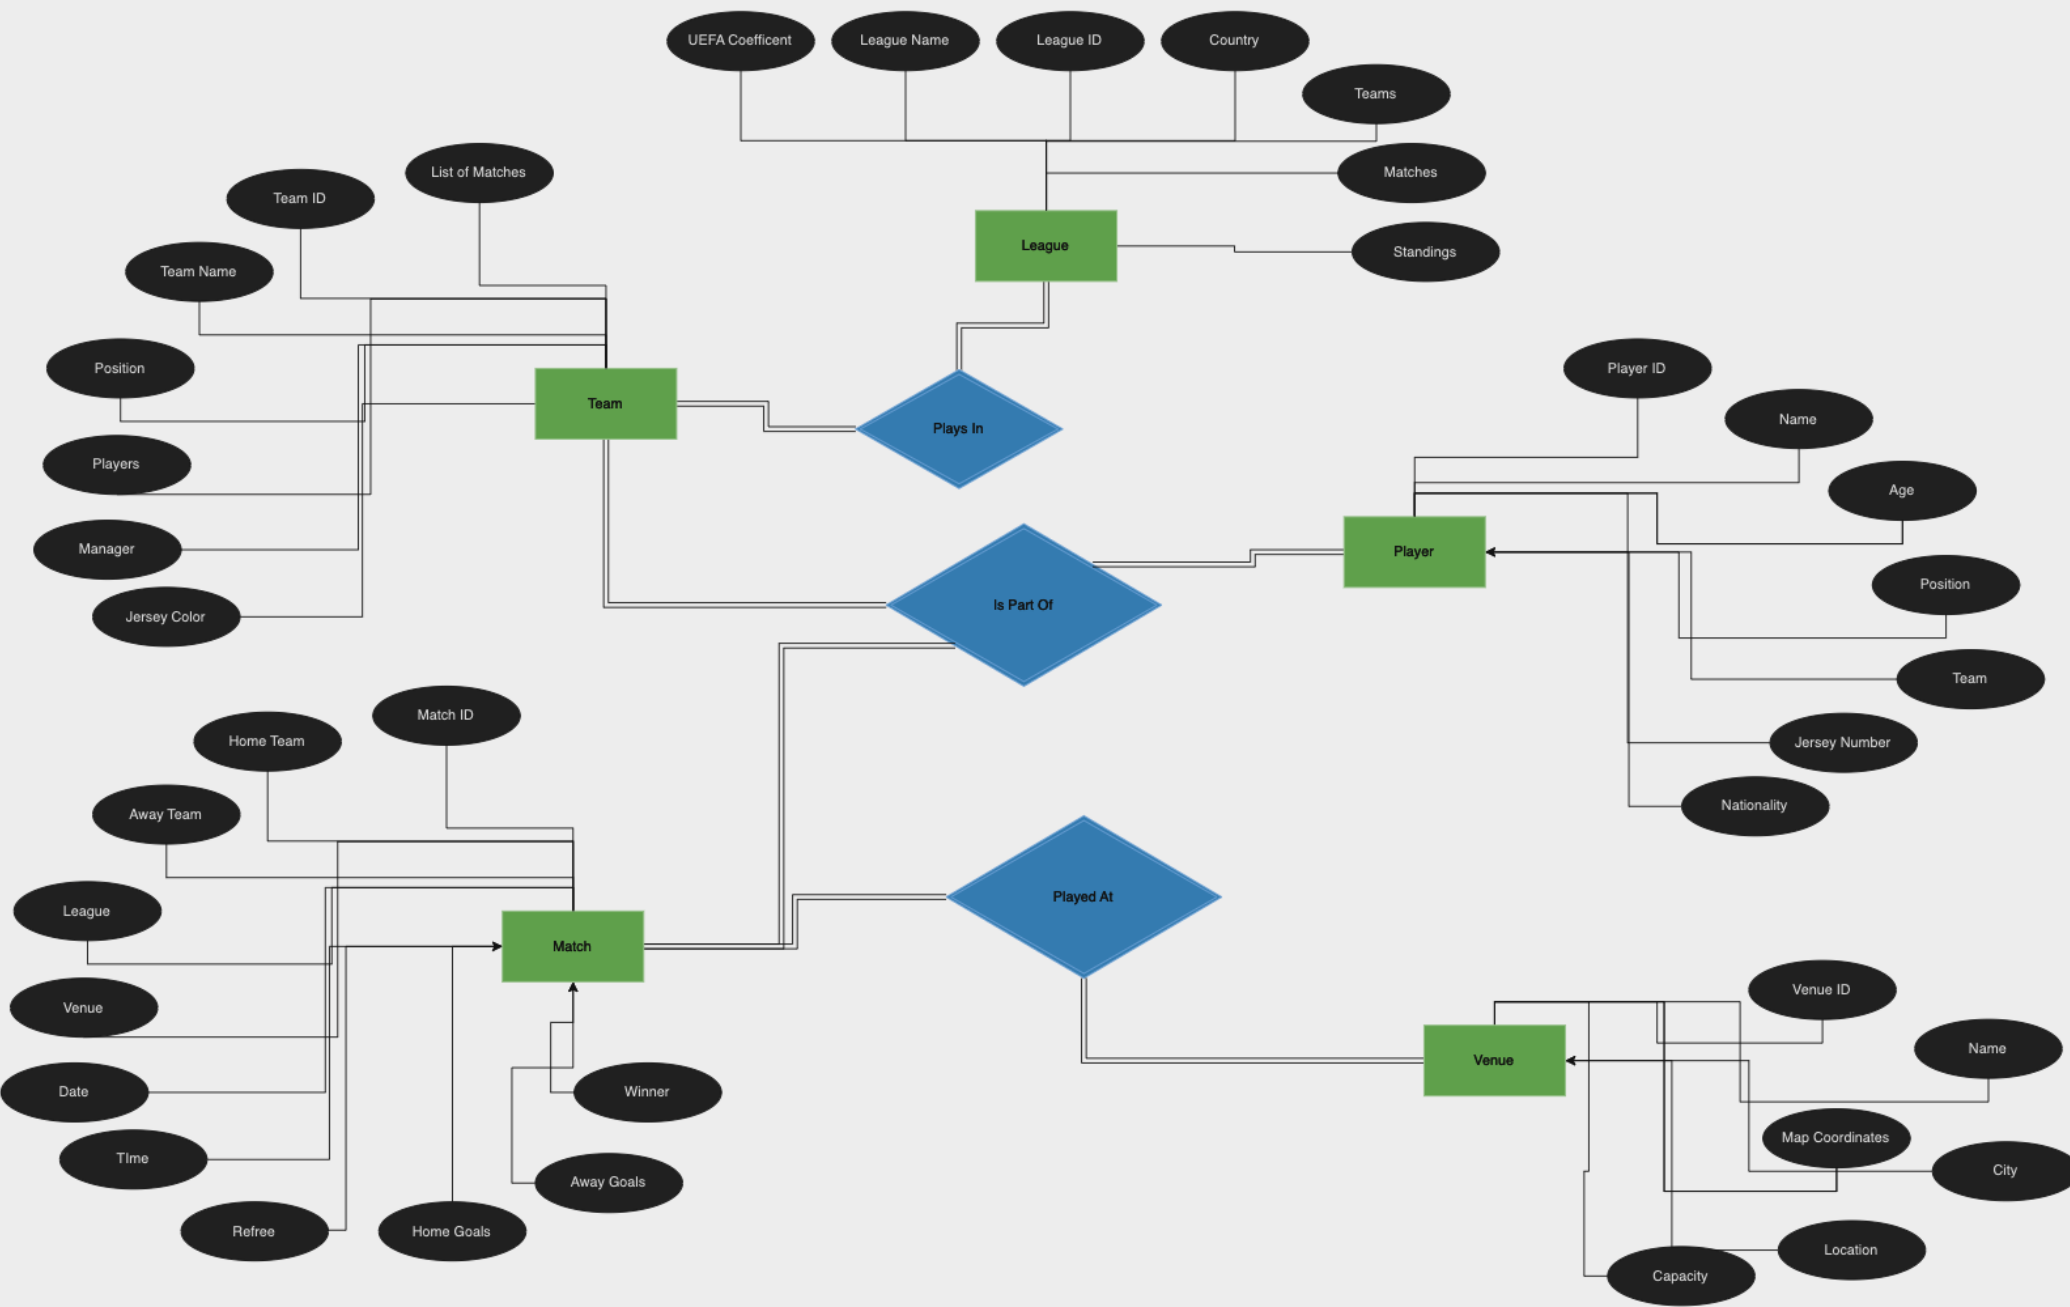 UEFA Coefficent
League Name
League ID
Country
Teams
List of Matches
Matches
Team ID
League
Standings
Team Name
Position
Team
Plays In
Player ID
Name
Players
Age
Manager
Player
Position
Jersey Color
Is Part Of
Team
Match ID
Home Team
Jersey Number
Away Team
Nationality
League
Played At
Match
Venue
Venue ID
Name
Date
Winner
Venue
Map Coordinates
TIme
Away Goals
City
Refree
Home Goals
Location
Capacity